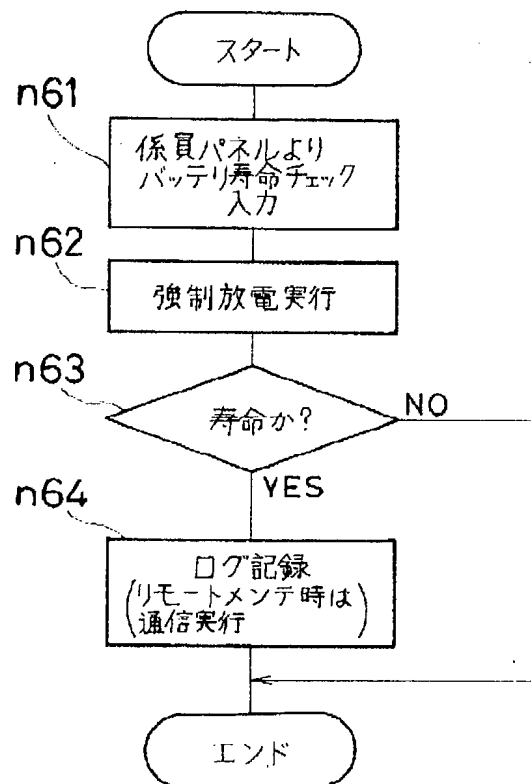 スタート
n61
係員パネルより
バッテリ寿命チェック
入力
n62
強制放電実行
n63
寿命か?
NO
YES
n64
ログ記録
(リモートメンテ時は
通信実行)
エンド